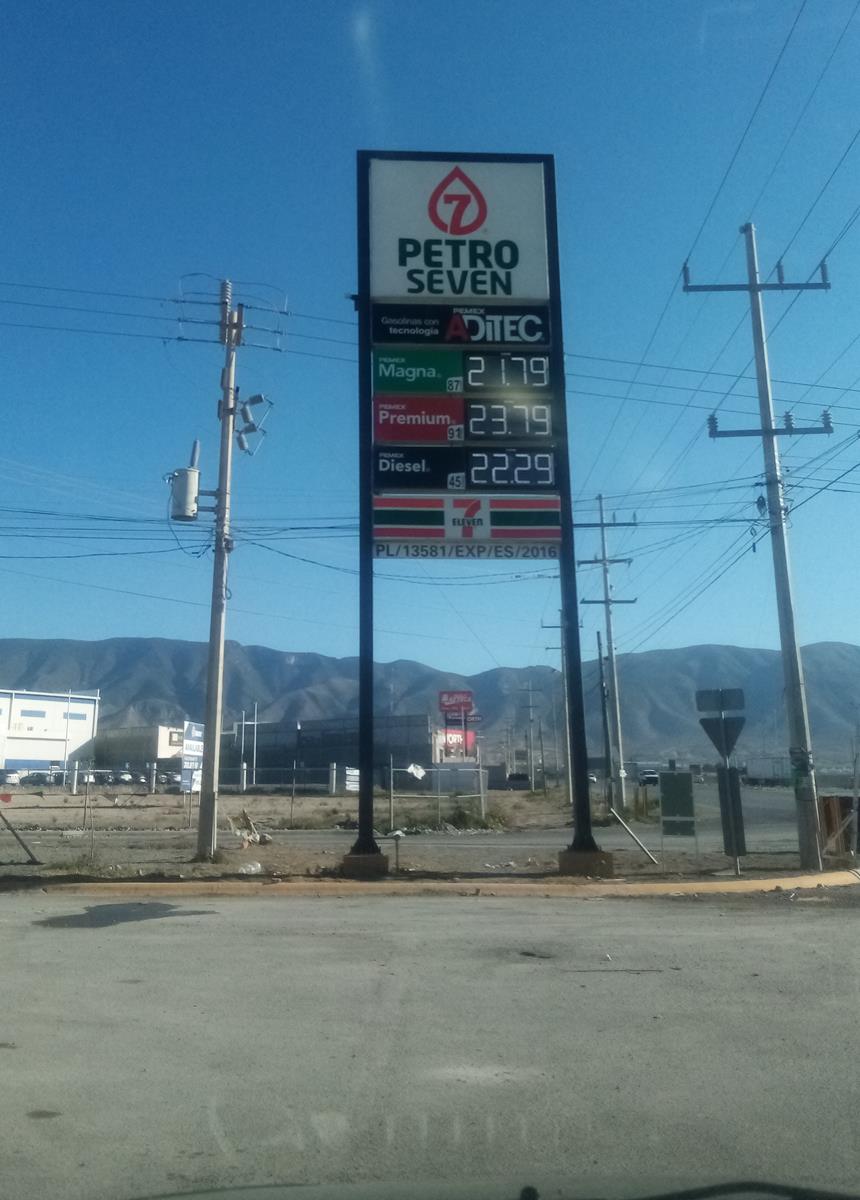 7
PETRO
SEVEN
Gasolinas con
tecnología
PEMEX
ADITEC
PEMEX
Magna
87
21.79
PEMEX
Premium
91
23.79
PEMEX
Diesel
45
22.29
7
ELEVEN
PL/13581/EXP/ES/2016
AVAILABLE